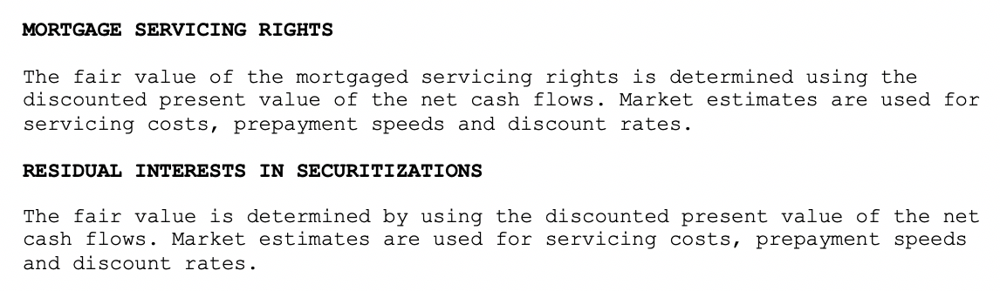 MORTGAGE SERVICING RIGHTS
The fair value of the mortgaged servicing rights is determined using the
discounted present value of the net cash flows. Market estimates are used for
servicing costs, prepayment speeds and discount rates.
RESIDUAL INTERESTS IN SECURITIZATIONS
The fair value is determined by using the discounted present value of the net
cash flows. Market estimates are used for servicing costs, prepayment speeds
and discount rates.